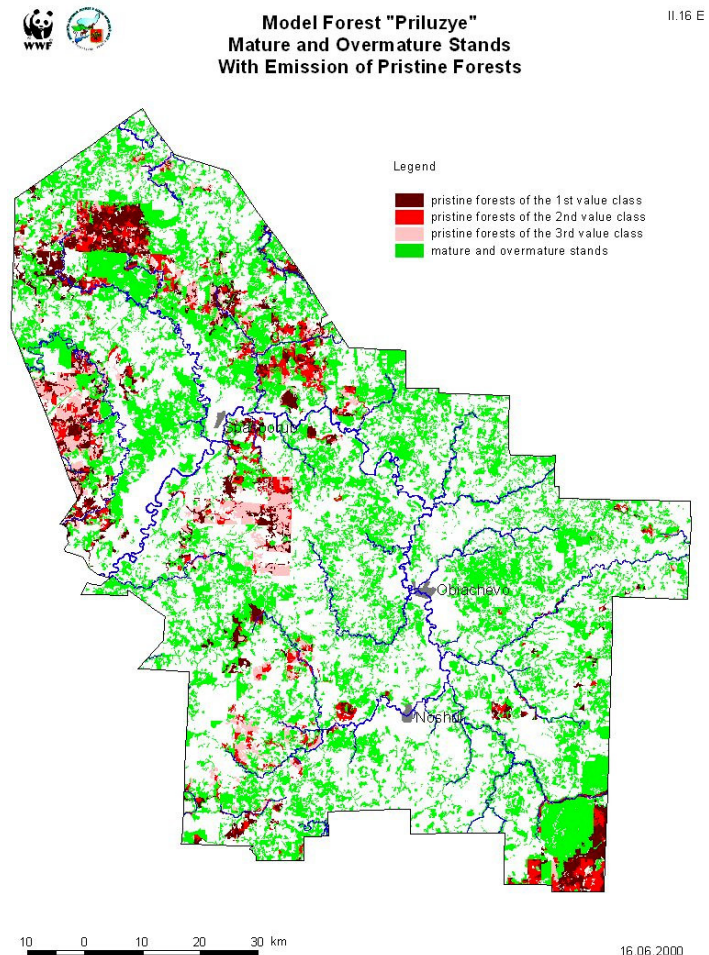 II.16 E
Model Forest "Priluzye"
Mature and Overmature Stands
With Emission of Pristine Forests
WWF
Legend
pristine forests of the 1st value class
pristine forests of the 2nd value class
pristine forests of the 3rd value class
mature and overmature stands
Spasporub
Obiachevo
Noshul
10 0 10 20 30 km
16.06.2000